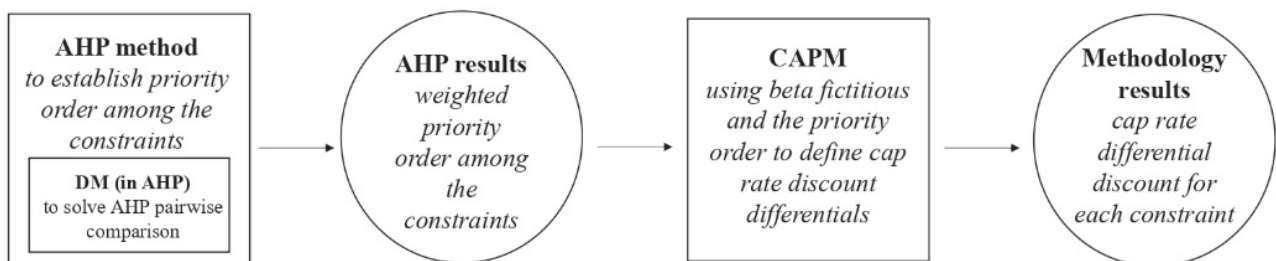 AHP method
to establish priority
order among the
constraints
DM (in AHP)
to solve AHP pairwise
comparison
AHP results
weighted
priority
order among
the
constraints
CAPM
using beta fictitious
and the priority
order to define cap
rate discount
differentials
Methodology
results
cap rate
differential
discount for
each constraint